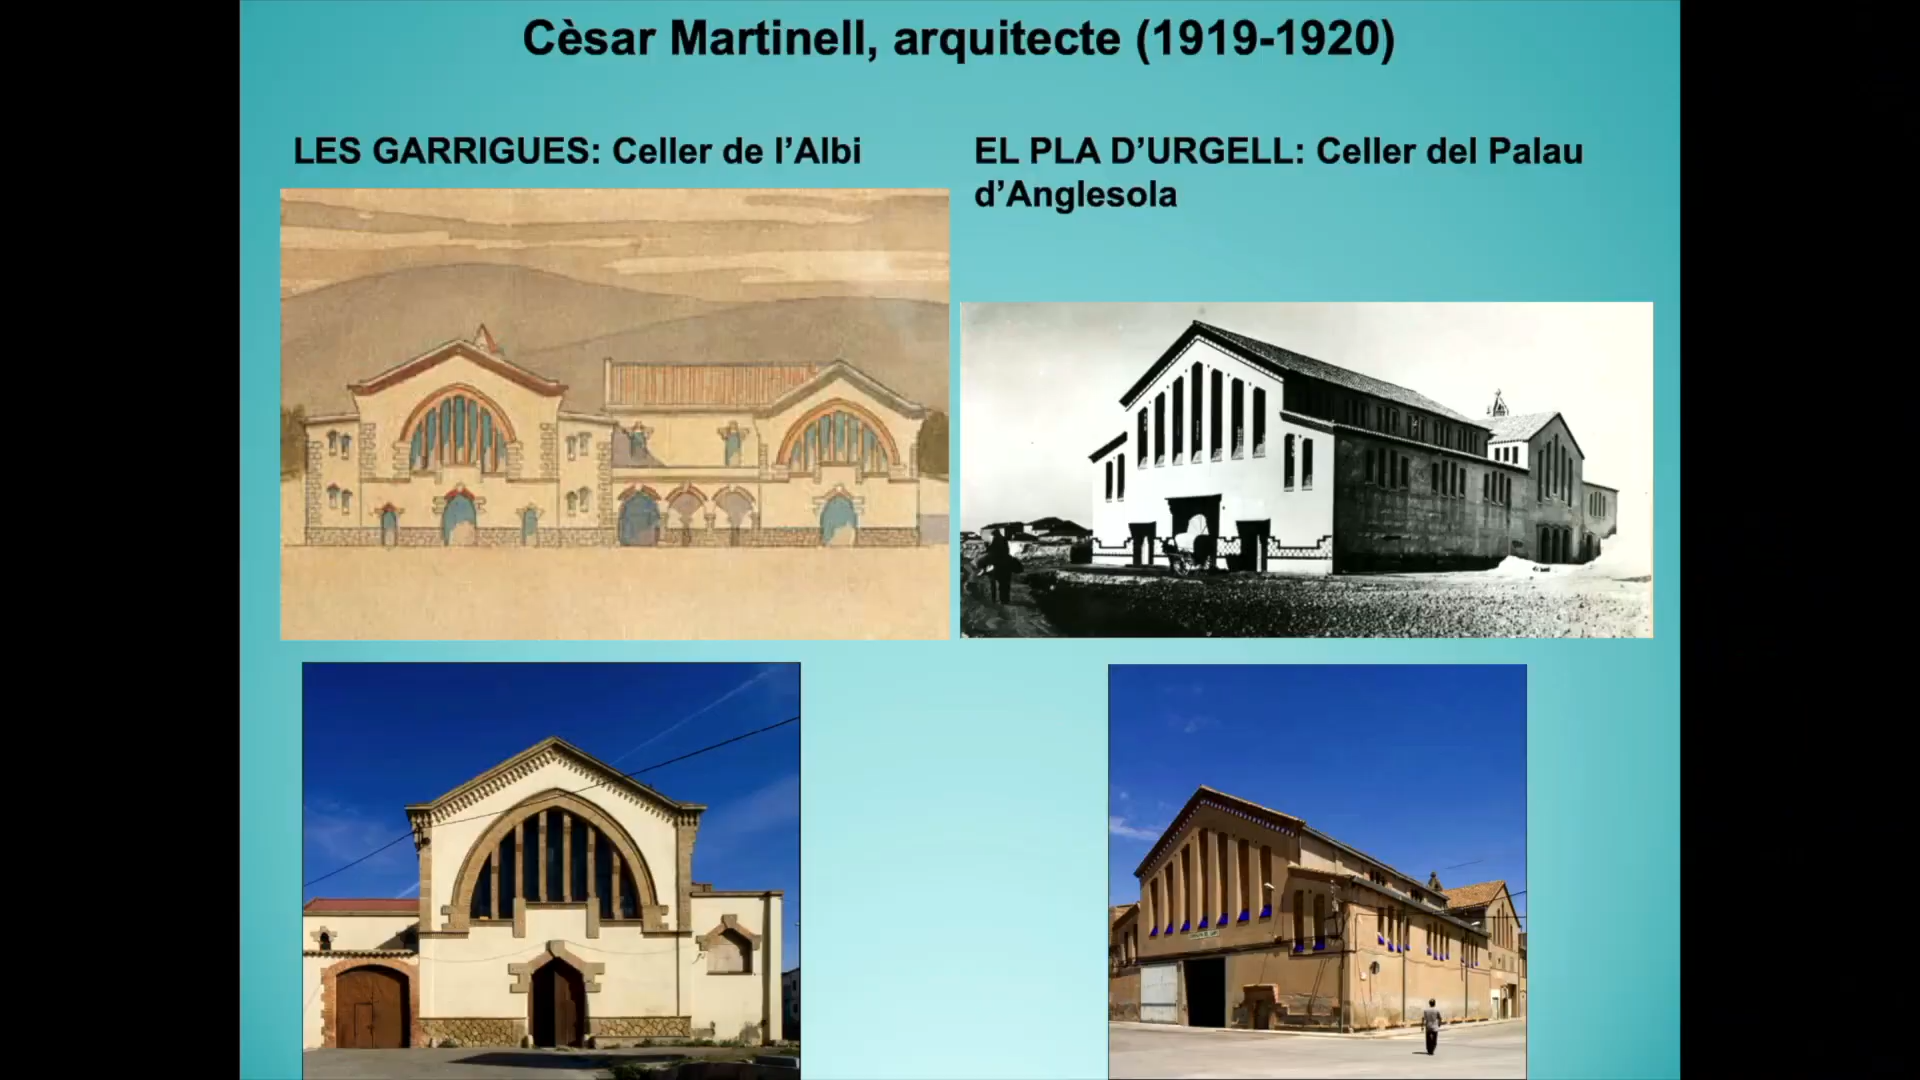 Cèsar Martinell, arquitecte (1919-1920)
LES GARRIGUES: Celler de l’Albi
EL PLA D’URGELL: Celler del Palau
d’Anglesola